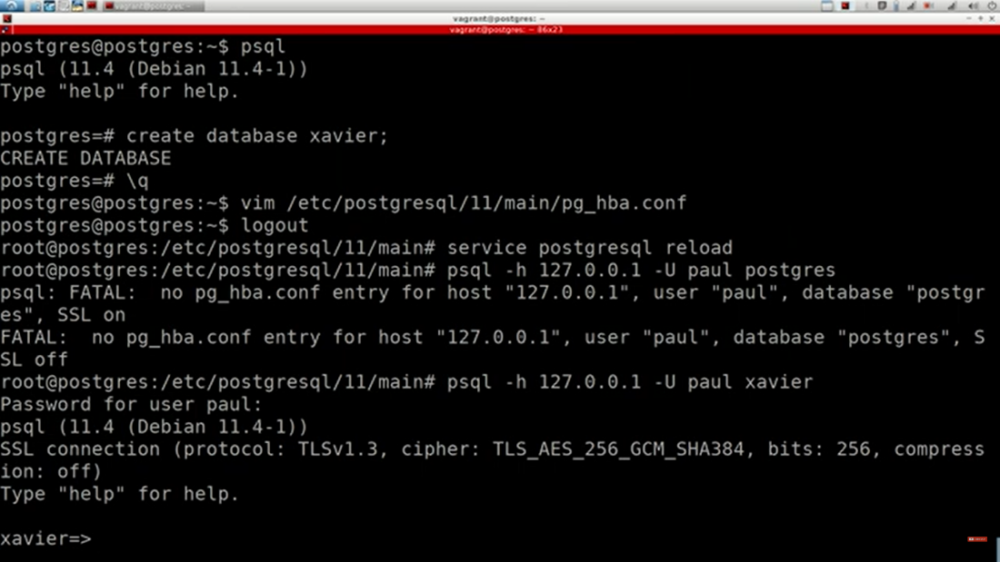 vagrant@postgres: ~
vagrant@postgres: ~
vagrant@postgres: ~ 86x23
postgres@postgres:~$ psql
psql (11.4 (Debian 11.4-1))
Type "help" for help.
postgres=# create database xavier;
CREATE DATABASE
postgres=# \q
postgres@postgres:~$ vim /etc/postgresql/11/main/pg_hba.conf
postgres@postgres:~$ logout
root@postgres:/etc/postgresql/11/main# service postgresql reload
root@postgres:/etc/postgresql/11/main# psql -h 127.0.0.1 -U paul postgres
psql: FATAL:  no pg_hba.conf entry for host "127.0.0.1", user "paul", database "postgr
es", SSL on
FATAL:  no pg_hba.conf entry for host "127.0.0.1", user "paul", database "postgres", S
SL off
root@postgres:/etc/postgresql/11/main# psql -h 127.0.0.1 -U paul xavier
Password for user paul:
psql (11.4 (Debian 11.4-1))
SSL connection (protocol: TLSv1.3, cipher: TLS_AES_256_GCM_SHA384, bits: 256, compress
ion: off)
Type "help" for help.
xavier=>